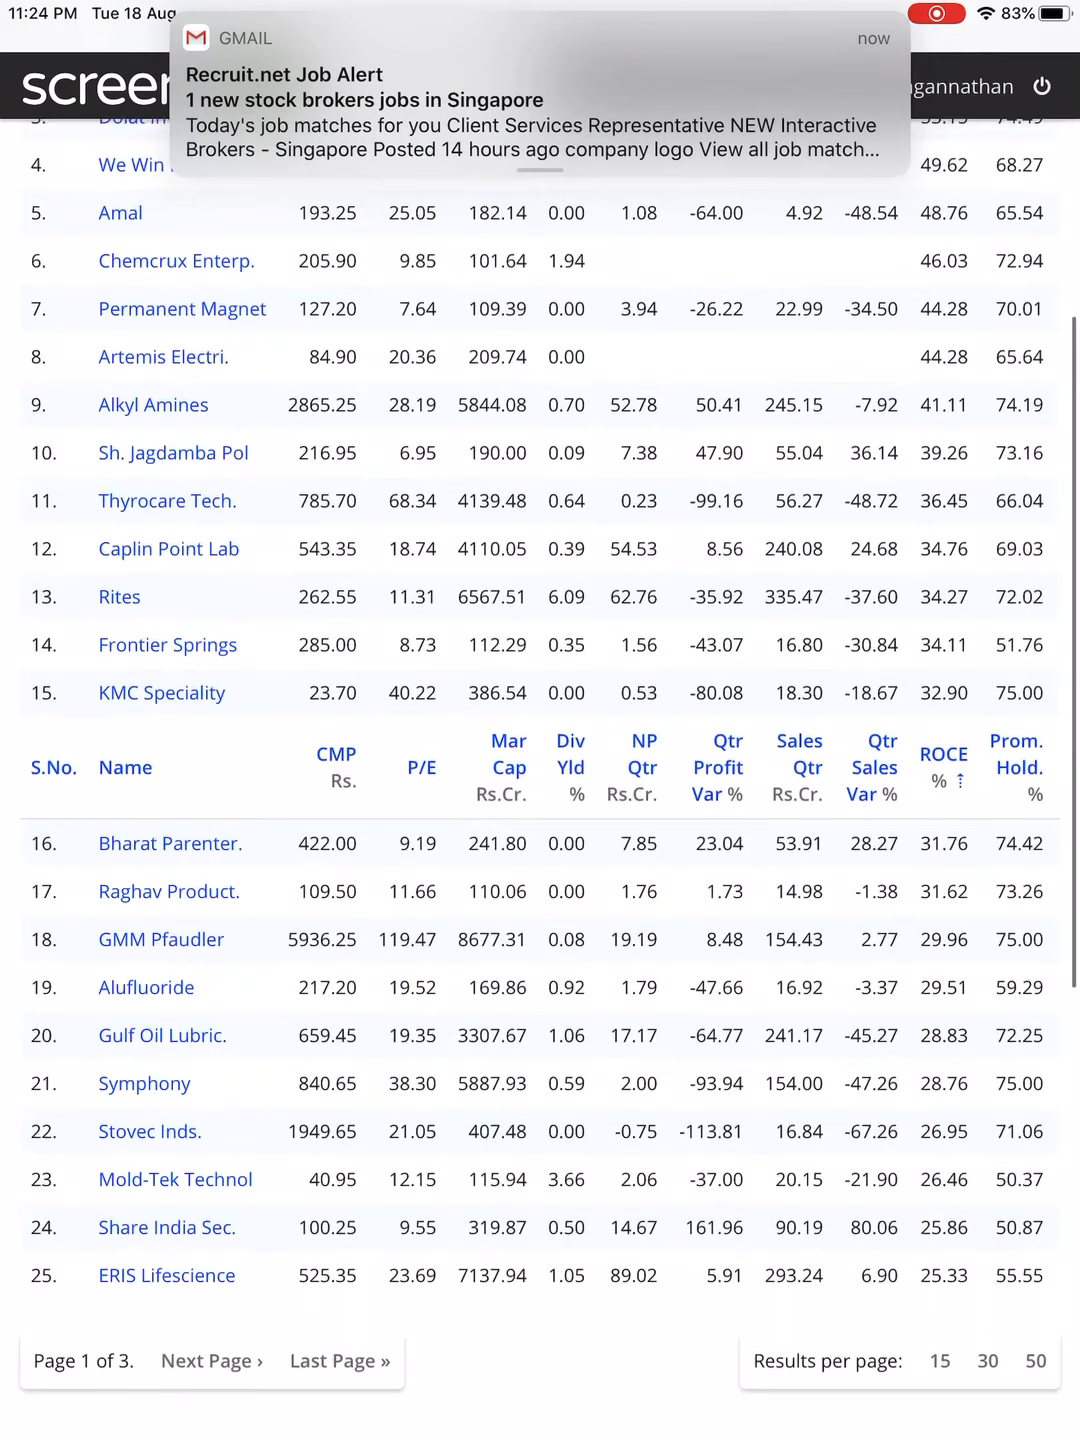 11:24 PM Tue 18 Aug
83%
GMAIL now
Recruit.net Job Alert
1 new stock brokers jobs in Singapore
Today's job matches for you Client Services Representative NEW Interactive
Brokers - Singapore Posted 14 hours ago company logo View all job match...
screer
gannathan
4. We Win 49.62 68.27
5. Amal 193.25 25.05 182.14 0.00 1.08 -64.00 4.92 -48.54 48.76 65.54
6. Chemcrux Enterp. 205.90 9.85 101.64 1.94 46.03 72.94
7. Permanent Magnet 127.20 7.64 109.39 0.00 3.94 -26.22 22.99 -34.50 44.28 70.01
8. Artemis Electri. 84.90 20.36 209.74 0.00 44.28 65.64
9. Alkyl Amines 2865.25 28.19 5844.08 0.70 52.78 50.41 245.15 -7.92 41.11 74.19
10. Sh. Jagdamba Pol 216.95 6.95 190.00 0.09 7.38 47.90 55.04 36.14 39.26 73.16
11. Thyrocare Tech. 785.70 68.34 4139.48 0.64 0.23 -99.16 56.27 -48.72 36.45 66.04
12. Caplin Point Lab 543.35 18.74 4110.05 0.39 54.53 8.56 240.08 24.68 34.76 69.03
13. Rites 262.55 11.31 6567.51 6.09 62.76 -35.92 335.47 -37.60 34.27 72.02
14. Frontier Springs 285.00 8.73 112.29 0.35 1.56 -43.07 16.80 -30.84 34.11 51.76
15. KMC Speciality 23.70 40.22 386.54 0.00 0.53 -80.08 18.30 -18.67 32.90 75.00
S.No. Name CMP Rs. P/E Mar Cap Rs.Cr. Div Yld % NP Qtr Rs.Cr. Qtr Profit Var % Sales Qtr Rs.Cr. Qtr Sales Var % ROCE % Prom. Hold. %
16. Bharat Parenter. 422.00 9.19 241.80 0.00 7.85 23.04 53.91 28.27 31.76 74.42
17. Raghav Product. 109.50 11.66 110.06 0.00 1.76 1.73 14.98 -1.38 31.62 73.26
18. GMM Pfaudler 5936.25 119.47 8677.31 0.08 19.19 8.48 154.43 2.77 29.96 75.00
19. Alufluoride 217.20 19.52 169.86 0.92 1.79 -47.66 16.92 -3.37 29.51 59.29
20. Gulf Oil Lubric. 659.45 19.35 3307.67 1.06 17.17 -64.77 241.17 -45.27 28.83 72.25
21. Symphony 840.65 38.30 5887.93 0.59 2.00 -93.94 154.00 -47.26 28.76 75.00
22. Stovec Inds. 1949.65 21.05 407.48 0.00 -0.75 -113.81 16.84 -67.26 26.95 71.06
23. Mold-Tek Technol 40.95 12.15 115.94 3.66 2.06 -37.00 20.15 -21.90 26.46 50.37
24. Share India Sec. 100.25 9.55 319.87 0.50 14.67 161.96 90.19 80.06 25.86 50.87
25. ERIS Lifescience 525.35 23.69 7137.94 1.05 89.02 5.91 293.24 6.90 25.33 55.55
Page 1 of 3. Next Page › Last Page » Results per page: 15 30 50